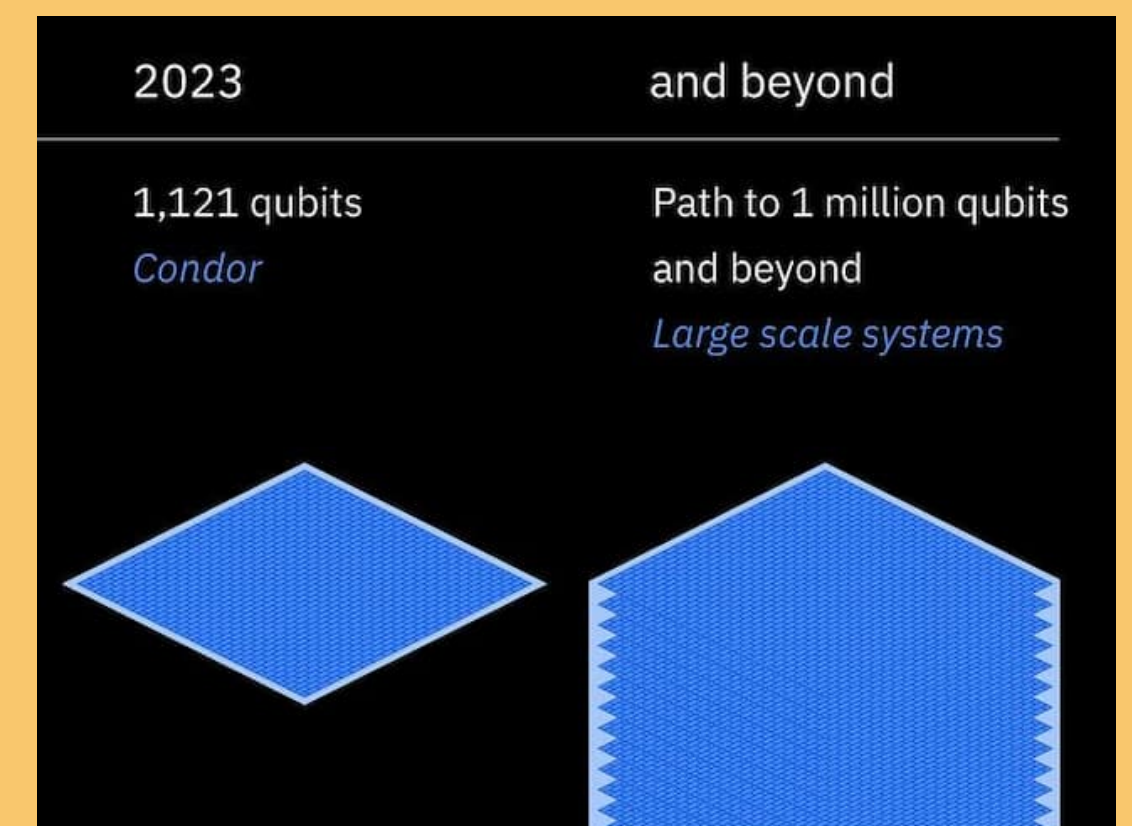 2023
and beyond
1,121 qubits
Condor
Path to 1 million qubits
and beyond
Large scale systems